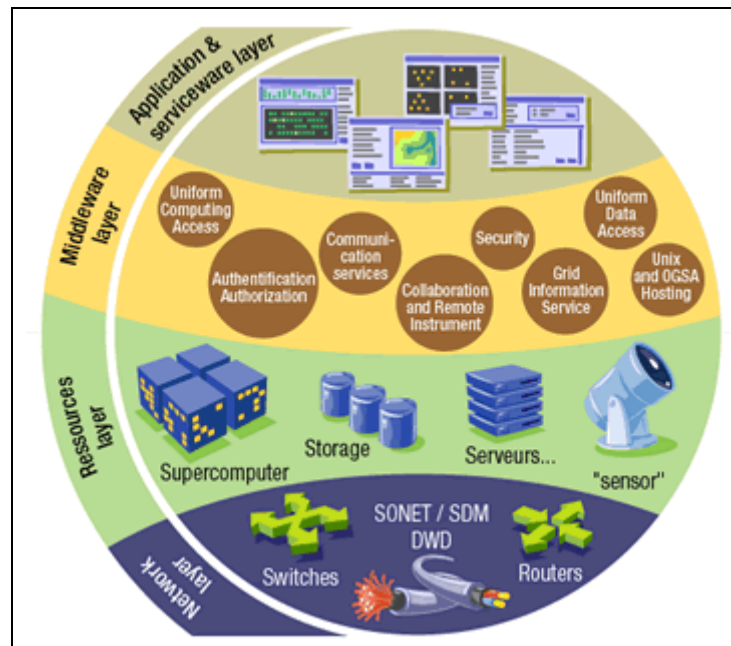 Application &
serviceware layer
Middleware
layer
Uniform
Computing
Access
Authentification
Authorization
Communi-
cation
services
Collaboration
and Remote
Instrument
Security
Grid
Information
Service
Uniform
Data
Access
Unix
and OGSA
Hosting
Ressources
layer
Supercomputer
Storage
Serveurs...
"sensor"
Network
layer
Switches
SONET / SDM
DWD
Routers